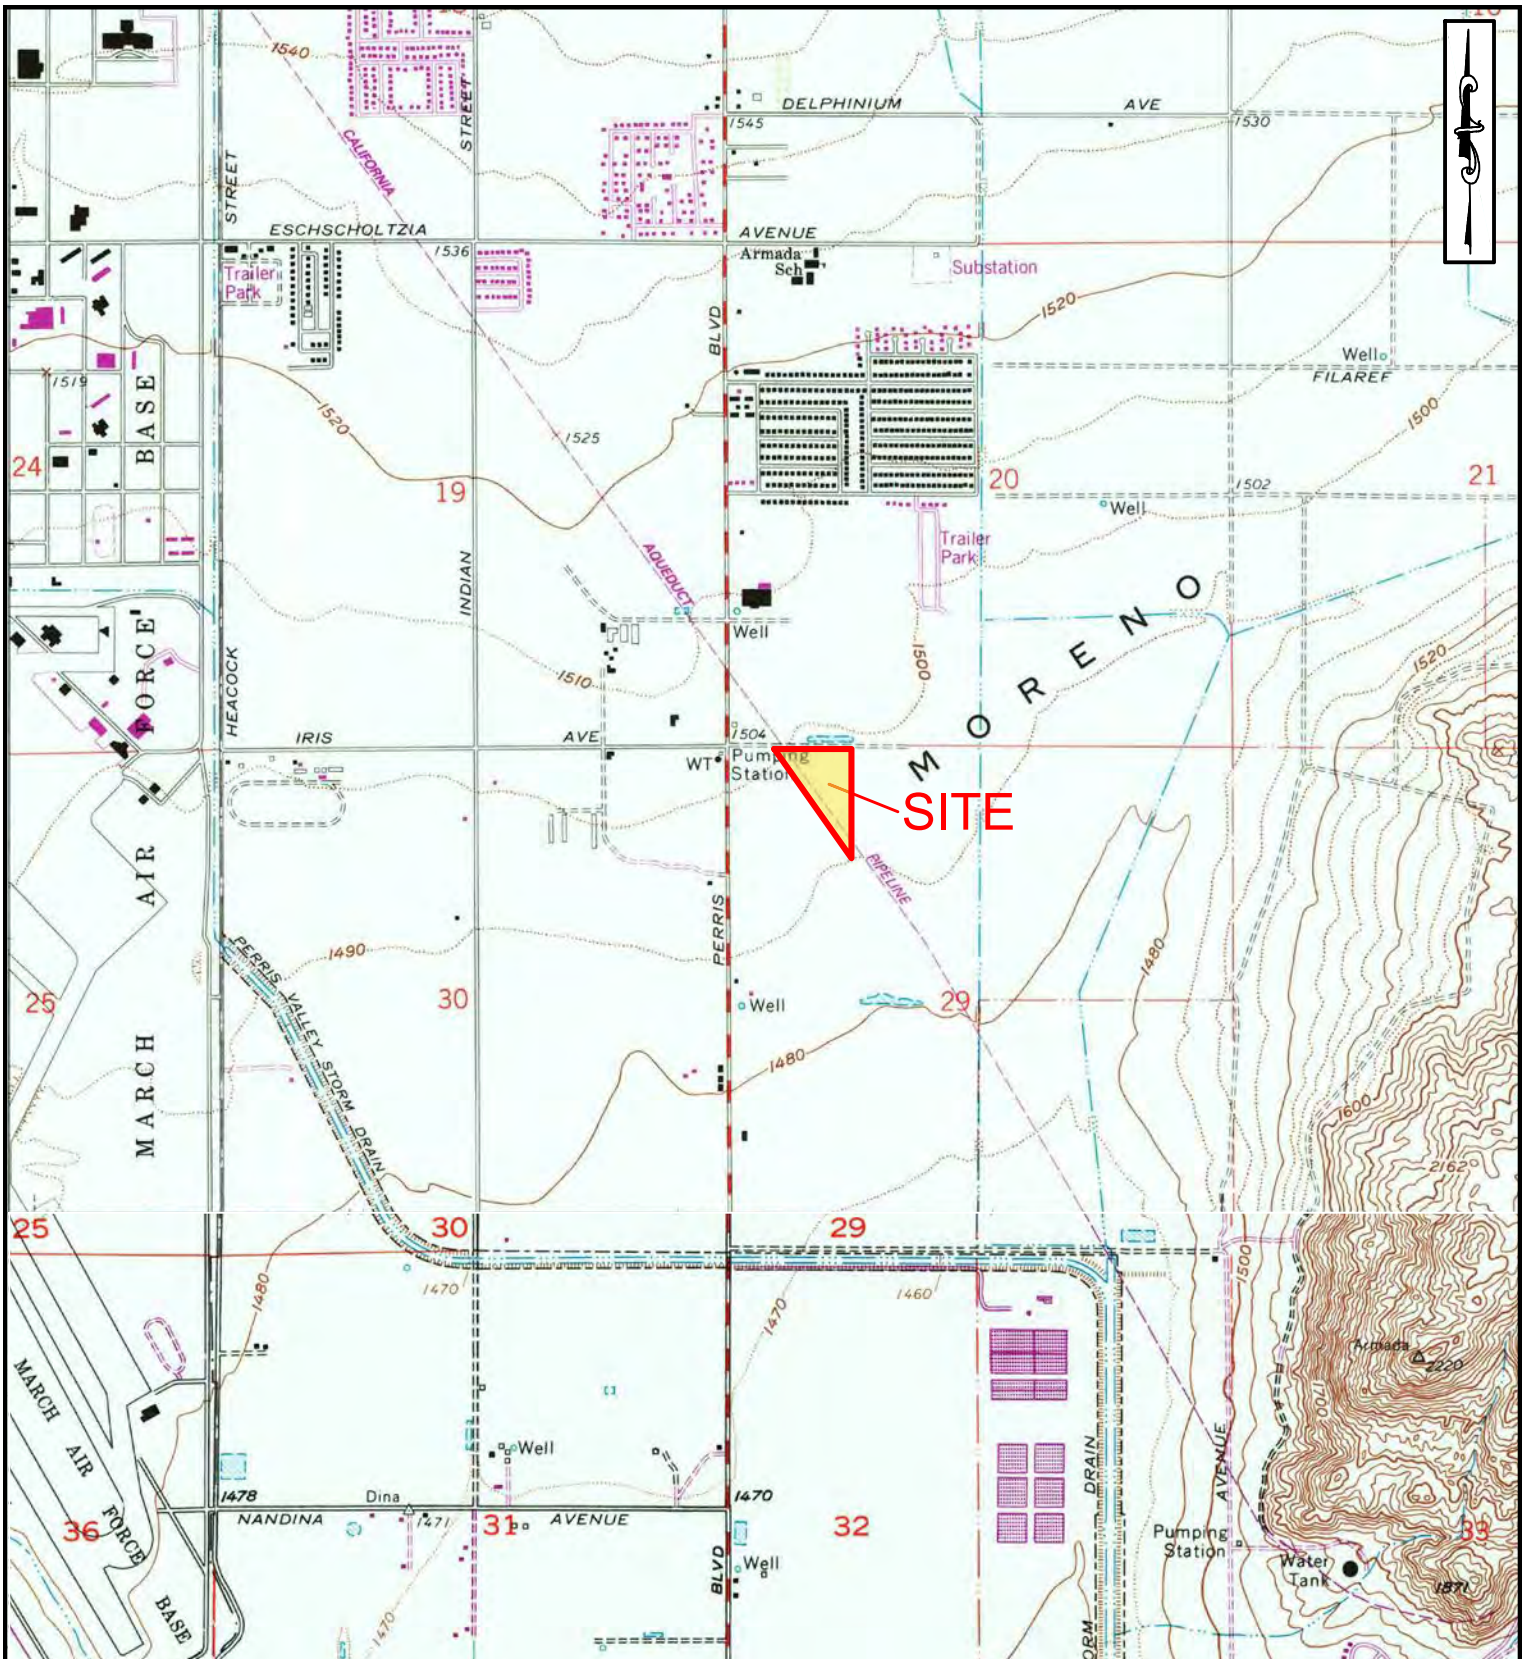 1540
CALIFORNIA
STREET
DELPHINIUM
AVE
1545
1530
STREET
ESCHSCHOLTZIA
AVENUE
1536
Armada
Sch
Substation
Trailer
Park
1520
BLVD
Well
FILAREE
1519
BASE
1520
1525
1500
24
19
20
21
1502
Well
AQUEDUCT
Trailer
Park
INDIAN
FORCE
Well
MORENO
HEACOCK
1510
1500
1520
IRIS
AVE
1504
WT
Pumping
Station
SITE
AIR
PIPELINE
PERRIS
1490
PERRIS VALLEY STORM DRAIN
1480
25
30
Well
29
MARCH
1480
1600
2162
25
30
29
1480
1470
1470
1460
1500
MARCH AIR FORCE BASE
Armada
2220
1700
Well
DRAIN
AVENUE
1478
Dina
1470
NANDINA
1471
AVENUE
36
31
32
33
Pumping
Station
BLVD
Well
Water
Tank
1871
1470
ORM